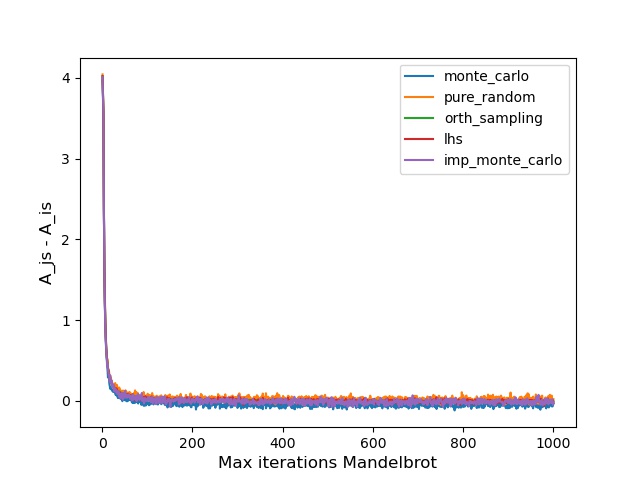 monte_carlo
pure_random
orth_sampling
lhs
imp_monte_carlo
4
3
2
1
0
A_js - A_is
0 200 400 600 800 1000
Max iterations Mandelbrot